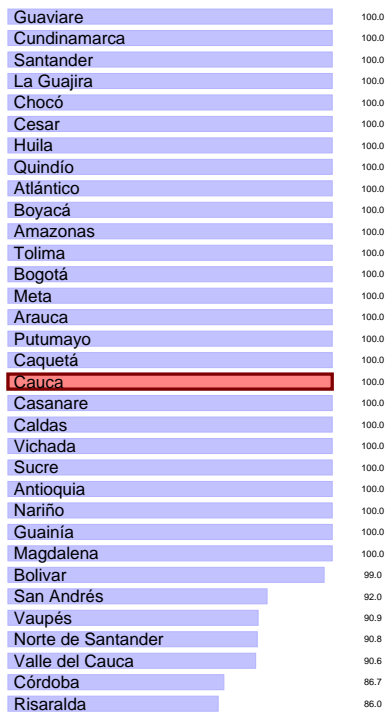 Guaviare 100.0
Cundinamarca 100.0
Santander 100.0
La Guajira 100.0
Chocó 100.0
Cesar 100.0
Huila 100.0
Quindío 100.0
Atlántico 100.0
Boyacá 100.0
Amazonas 100.0
Tolima 100.0
Bogotá 100.0
Meta 100.0
Arauca 100.0
Putumayo 100.0
Caquetá 100.0
Cauca 100.0
Casanare 100.0
Caldas 100.0
Vichada 100.0
Sucre 100.0
Antioquia 100.0
Nariño 100.0
Guainía 100.0
Magdalena 100.0
Bolivar 99.0
San Andrés 92.0
Vaupés 90.9
Norte de Santander 90.8
Valle del Cauca 90.6
Córdoba 86.7
Risaralda 86.0